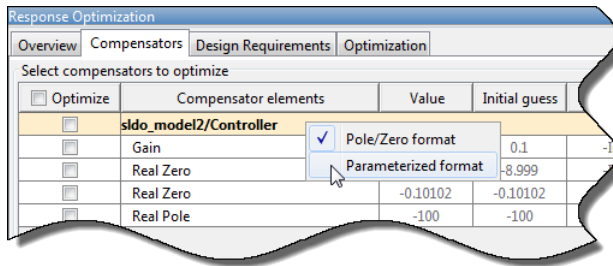 Response Optimization
Overview Compensators Design Requirements Optimization
Select compensators to optimize
Optimize Compensator elements Value Initial guess
sldo_model2/Controller
Pole/Zero format
Gain 0.1
Parameterized format
Real Zero -8.999
Real Zero -0.10102 -0.10102
Real Pole -100 -100